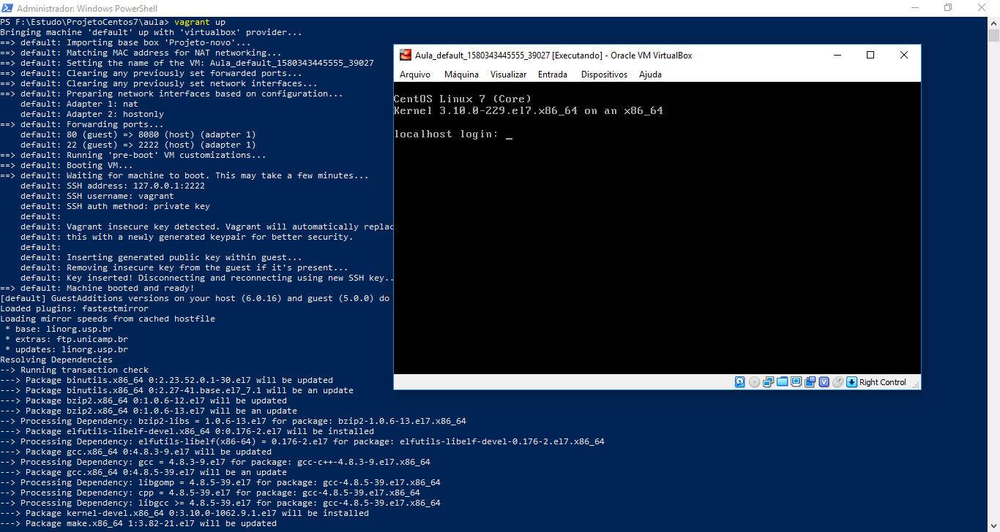 Administrador: Windows PowerShell
PS F:\Estudo\ProjetoCentos7\aula> vagrant up
Bringing machine 'default' up with 'virtualbox' provider...
==> default: Importing base box 'Projeto-novo'...
==> default: Matching MAC address for NAT networking...
==> default: Setting the name of the VM: Aula_default_1580343445555_39027
==> default: Clearing any previously set forwarded ports...
==> default: Clearing any previously set network interfaces...
==> default: Preparing network interfaces based on configuration...
    default: Adapter 1: nat
    default: Adapter 2: hostonly
==> default: Forwarding ports...
    default: 80 (guest) => 8080 (host) (adapter 1)
    default: 22 (guest) => 2222 (host) (adapter 1)
==> default: Running 'pre-boot' VM customizations...
==> default: Booting VM...
==> default: Waiting for machine to boot. This may take a few minutes...
    default: SSH address: 127.0.0.1:2222
    default: SSH username: vagrant
    default: SSH auth method: private key
    default:
    default: Vagrant insecure key detected. Vagrant will automatically replac
    default: this with a newly generated keypair for better security.
    default:
    default: Inserting generated public key within guest...
    default: Removing insecure key from the guest if it's present...
    default: Key inserted! Disconnecting and reconnecting using new SSH key..
==> default: Machine booted and ready!
[default] GuestAdditions versions on your host (6.0.16) and guest (5.0.0) do
Loaded plugins: fastestmirror
Loading mirror speeds from cached hostfile
 * base: linorg.usp.br
 * extras: ftp.unicamp.br
 * updates: linorg.usp.br
Resolving Dependencies
--> Running transaction check
---> Package binutils.x86_64 0:2.23.52.0.1-30.el7 will be updated
---> Package binutils.x86_64 0:2.27-41.base.el7_7.1 will be an update
---> Package bzip2.x86_64 0:1.0.6-12.el7 will be updated
---> Package bzip2.x86_64 0:1.0.6-13.el7 will be an update
--> Processing Dependency: bzip2-libs = 1.0.6-13.el7 for package: bzip2-1.0.6-13.el7.x86_64
---> Package elfutils-libelf-devel.x86_64 0:0.176-2.el7 will be installed
--> Processing Dependency: elfutils-libelf(x86-64) = 0.176-2.el7 for package: elfutils-libelf-devel-0.176-2.el7.x86_64
---> Package gcc.x86_64 0:4.8.3-9.el7 will be updated
--> Processing Dependency: gcc = 4.8.3-9.el7 for package: gcc-c++-4.8.3-9.el7.x86_64
---> Package gcc.x86_64 0:4.8.5-39.el7 will be an update
--> Processing Dependency: libgomp = 4.8.5-39.el7 for package: gcc-4.8.5-39.el7.x86_64
--> Processing Dependency: cpp = 4.8.5-39.el7 for package: gcc-4.8.5-39.el7.x86_64
--> Processing Dependency: libgcc >= 4.8.5-39.el7 for package: gcc-4.8.5-39.el7.x86_64
---> Package kernel-devel.x86_64 0:3.10.0-1062.9.1.el7 will be installed
---> Package make.x86_64 1:3.82-21.el7 will be updated
Aula_default_1580343445555_39027 [Executando] - Oracle VM VirtualBox
Arquivo Máquina Visualizar Entrada Dispositivos Ajuda
CentOS Linux 7 (Core)
Kernel 3.10.0-229.el7.x86_64 on an x86_64
localhost login: _
Right Control